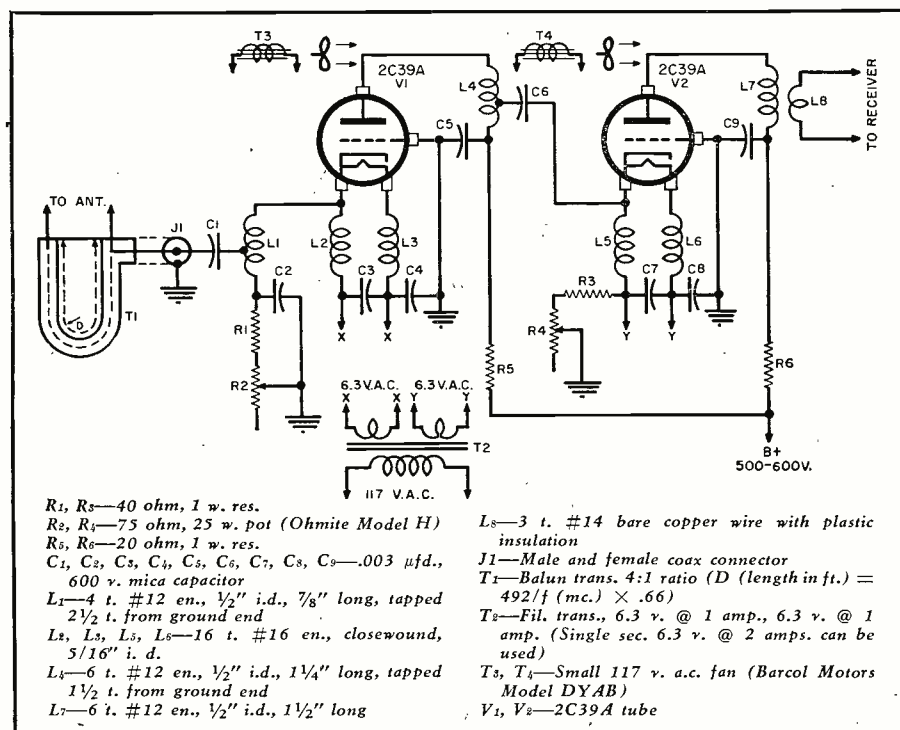 T3
T4
2C39A
V1
2C39A
V2
L4
C6
L7
L8
C5
C9
TO RECEIVER
TO ANT.
J1
C1
L1
L2
L3
L5
L6
C2
C3
C4
R3
C7
C8
D
T1
R4
X X
Y Y
R1
R5
R6
R2
6.3 V.A.C. 6.3 V.A.C.
X X Y Y
T2
B+
500-600V.
117 V.A.C.
R1, R3—40 ohm, 1 w. res.
R2, R4—75 ohm, 25 w. pot (Ohmite Model H)
R5, R6—20 ohm, 1 w. res.
C1, C2, C3, C4, C5, C6, C7, C8, C9—.003 μfd.,
600 v. mica capacitor
L1—4 t. #12 en., 1/2" i.d., 7/8" long, tapped
2 1/2 t. from ground end
L2, L3, L5, L6—16 t. #16 en., closewound,
5/16" i. d.
L4—6 t. #12 en., 1/2" i.d., 1 1/4" long, tapped
1 1/2 t. from ground end
L7—6 t. #12 en., 1/2" i.d., 1 1/2" long
L8—3 t. #14 bare copper wire with plastic
insulation
J1—Male and female coax connector
T1—Balun trans. 4:1 ratio (D (length in ft.) =
492/f (mc.) × .66)
T2—Fil. trans., 6.3 v. @ 1 amp., 6.3 v. @ 1
amp. (Single sec. 6.3 v. @ 2 amps. can be
used)
T3, T4—Small 117 v. a.c. fan (Barcol Motors
Model DYAB)
V1, V2—2C39A tube